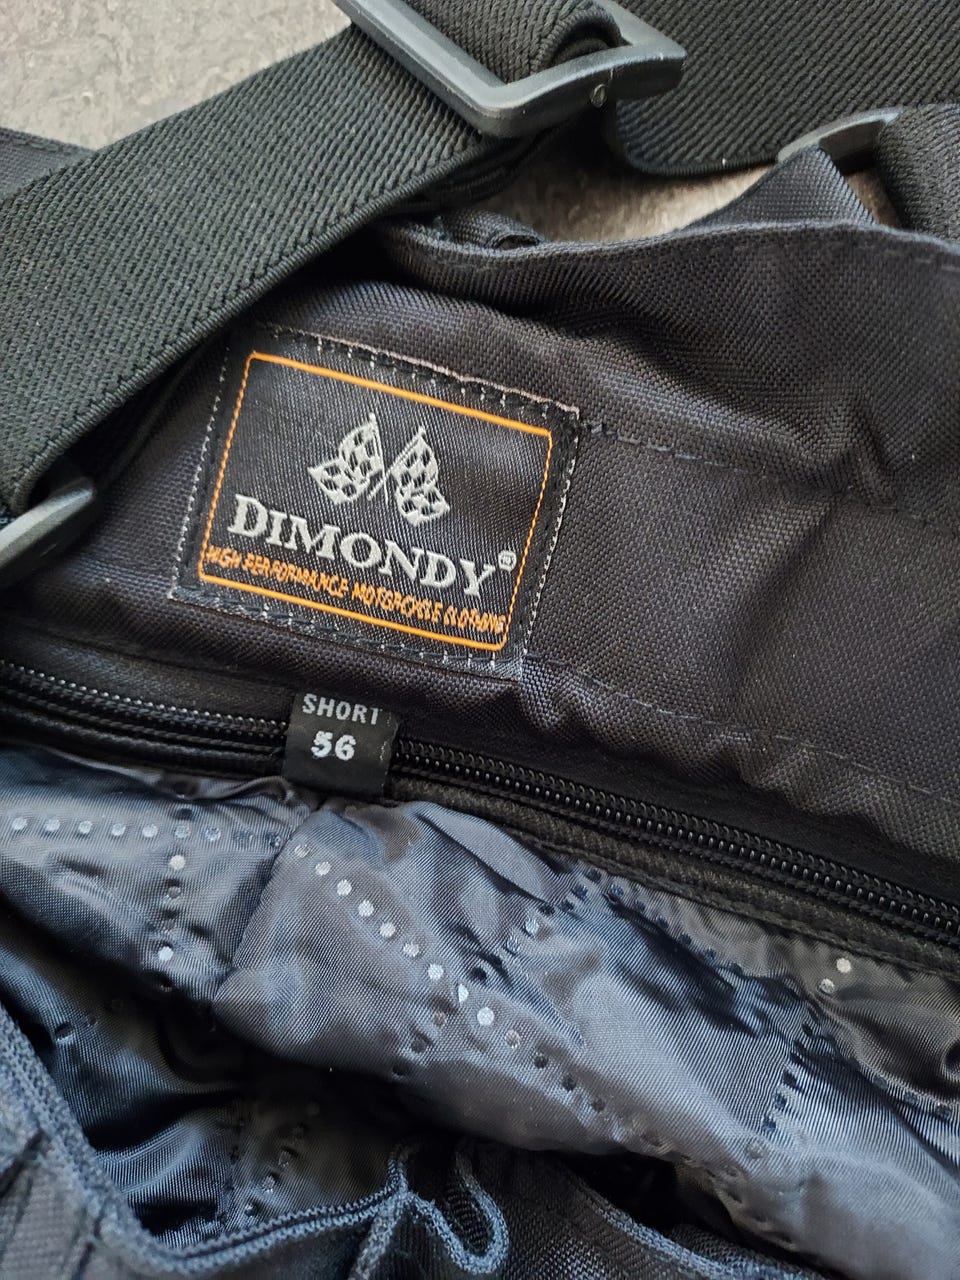 DIMONDY®
HIGH PERFORMANCE MOTORCYCLE CLOTHING
SHORT
56